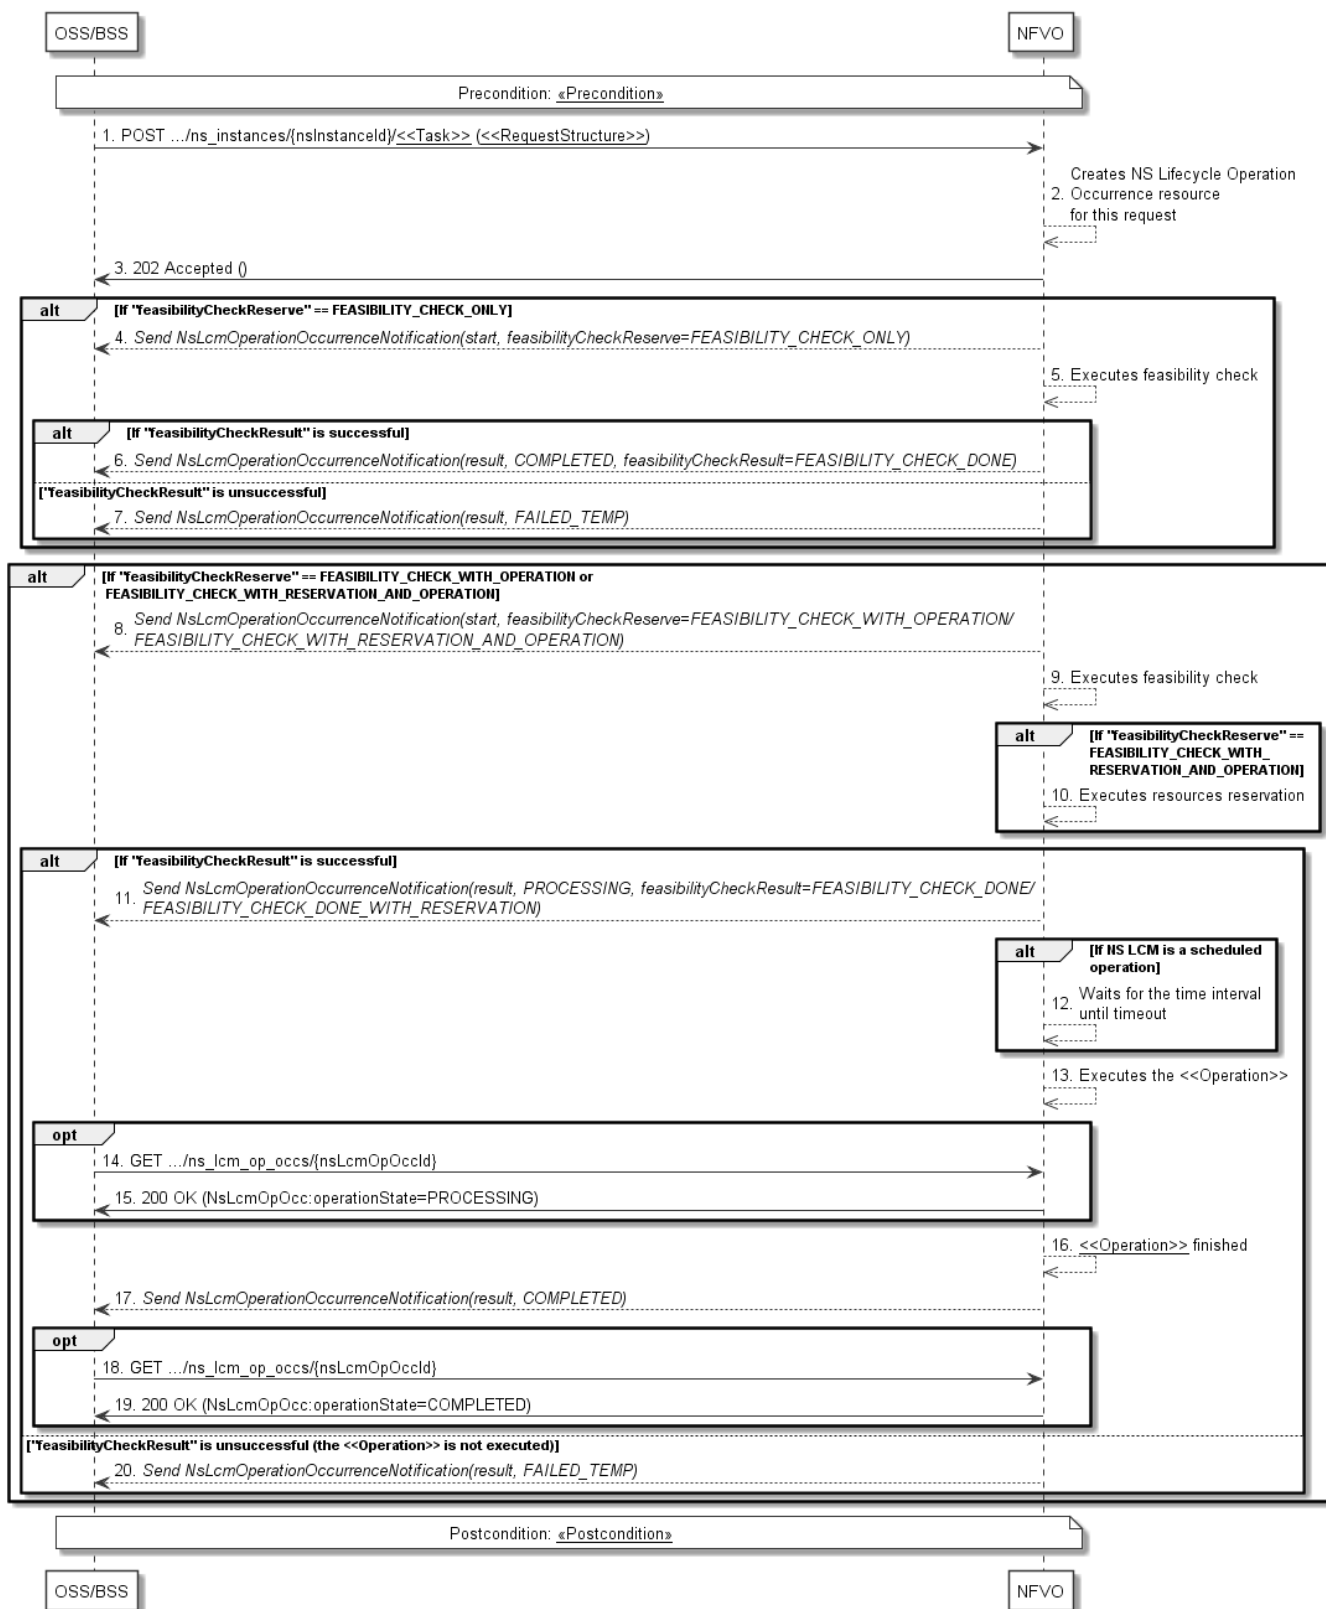 OSS/BSS
NFVO
Precondition: «Precondition»
1. POST .../ns_instances/{nsInstanceId}/<<Task>> (<<RequestStructure>>)
Creates NS Lifecycle Operation
2. Occurrence resource
for this request
3. 202 Accepted ()
alt
[If "feasibilityCheckReserve" == FEASIBILITY_CHECK_ONLY]
4. Send NsLcmOperationOccurrenceNotification(start, feasibilityCheckReserve=FEASIBILITY_CHECK_ONLY)
5. Executes feasibility check
alt
[If "feasibilityCheckResult" is successful]
6. Send NsLcmOperationOccurrenceNotification(result, COMPLETED, feasibilityCheckResult=FEASIBILITY_CHECK_DONE)
["feasibilityCheckResult" is unsuccessful]
7. Send NsLcmOperationOccurrenceNotification(result, FAILED_TEMP)
alt
[If "feasibilityCheckReserve" == FEASIBILITY_CHECK_WITH_OPERATION or
FEASIBILITY_CHECK_WITH_RESERVATION_AND_OPERATION]
8. Send NsLcmOperationOccurrenceNotification(start, feasibilityCheckReserve=FEASIBILITY_CHECK_WITH_OPERATION/
FEASIBILITY_CHECK_WITH_RESERVATION_AND_OPERATION)
9. Executes feasibility check
alt
[If "feasibilityCheckReserve" ==
FEASIBILITY_CHECK_WITH_
RESERVATION_AND_OPERATION]
10. Executes resources reservation
alt
[If "feasibilityCheckResult" is successful]
11. Send NsLcmOperationOccurrenceNotification(result, PROCESSING, feasibilityCheckResult=FEASIBILITY_CHECK_DONE/
FEASIBILITY_CHECK_DONE_WITH_RESERVATION)
alt
[If NS LCM is a scheduled
operation]
12. Waits for the time interval
until timeout
13. Executes the <<Operation>>
opt
14. GET .../ns_lcm_op_occs/{nsLcmOpOccId}
15. 200 OK (NsLcmOpOcc:operationState=PROCESSING)
16. <<Operation>> finished
17. Send NsLcmOperationOccurrenceNotification(result, COMPLETED)
opt
18. GET .../ns_lcm_op_occs/{nsLcmOpOccId}
19. 200 OK (NsLcmOpOcc:operationState=COMPLETED)
["feasibilityCheckResult" is unsuccessful (the <<Operation>> is not executed)]
20. Send NsLcmOperationOccurrenceNotification(result, FAILED_TEMP)
Postcondition: «Postcondition»
OSS/BSS
NFVO